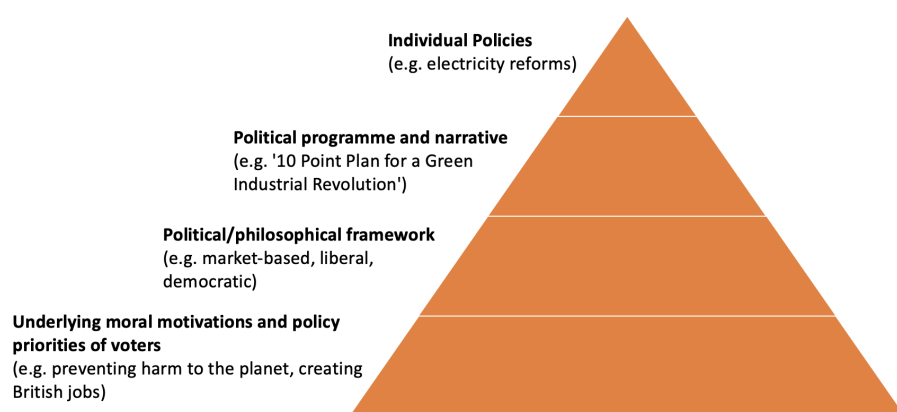 Individual Policies
(e.g. electricity reforms)
Political programme and narrative
(e.g. '10 Point Plan for a Green
Industrial Revolution')
Political/philosophical framework
(e.g. market-based, liberal,
democratic)
Underlying moral motivations and policy
priorities of voters
(e.g. preventing harm to the planet, creating
British jobs)